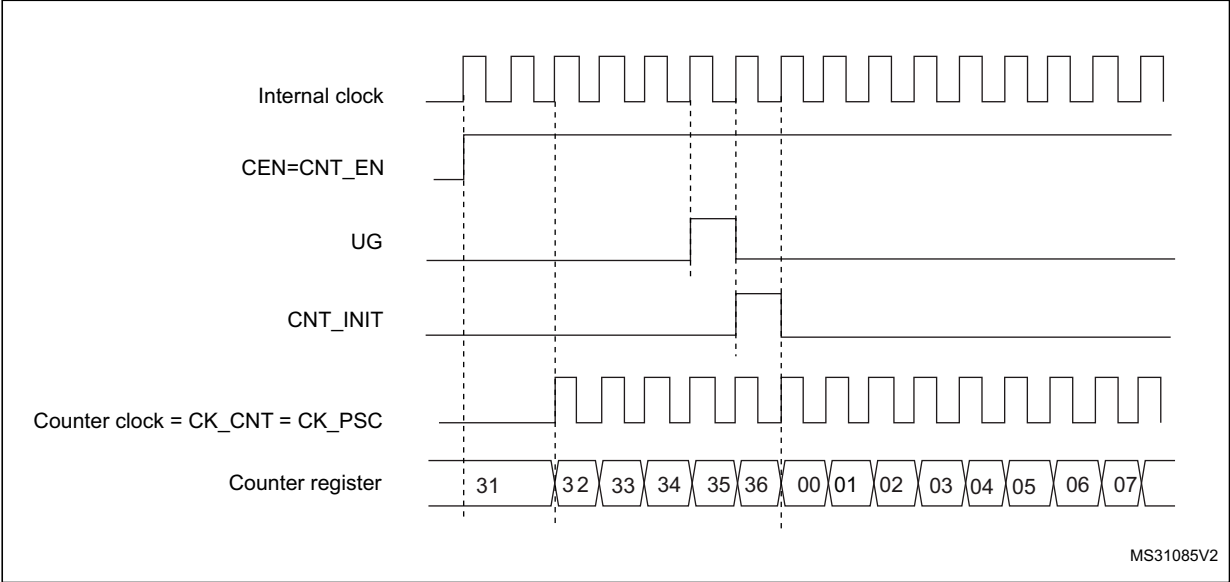 Internal clock
CEN=CNT_EN
UG
CNT_INIT
Counter clock = CK_CNT = CK_PSC
Counter register 31 32 33 34 35 36 00 01 02 03 04 05 06 07
MS31085V2